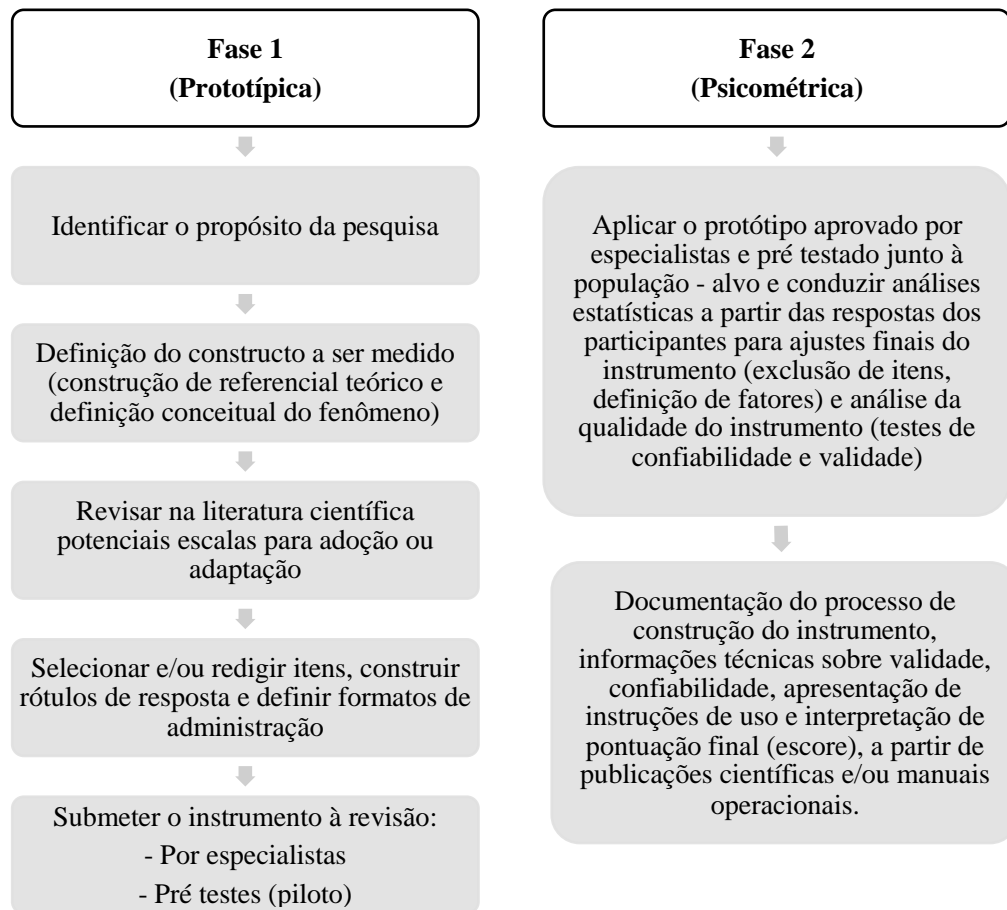 Fase 1
(Prototípica)
Identificar o propósito da pesquisa
Definição do constructo a ser medido
(construção de referencial teórico e
definição conceitual do fenômeno)
Revisar na literatura científica
potenciais escalas para adoção ou
adaptação
Selecionar e/ou redigir itens, construir
rótulos de resposta e definir formatos de
administração
Submeter o instrumento à revisão:
- Por especialistas
- Pré testes (piloto)
Fase 2
(Psicométrica)
Aplicar o protótipo aprovado por
especialistas e pré testado junto à
população - alvo e conduzir análises
estatísticas a partir das respostas dos
participantes para ajustes finais do
instrumento (exclusão de itens,
definição de fatores) e análise da
qualidade do instrumento (testes de
confiabilidade e validade)
Documentação do processo de
construção do instrumento,
informações técnicas sobre validade,
confiabilidade, apresentação de
instruções de uso e interpretação de
pontuação final (escore), a partir de
publicações científicas e/ou manuais
operacionais.